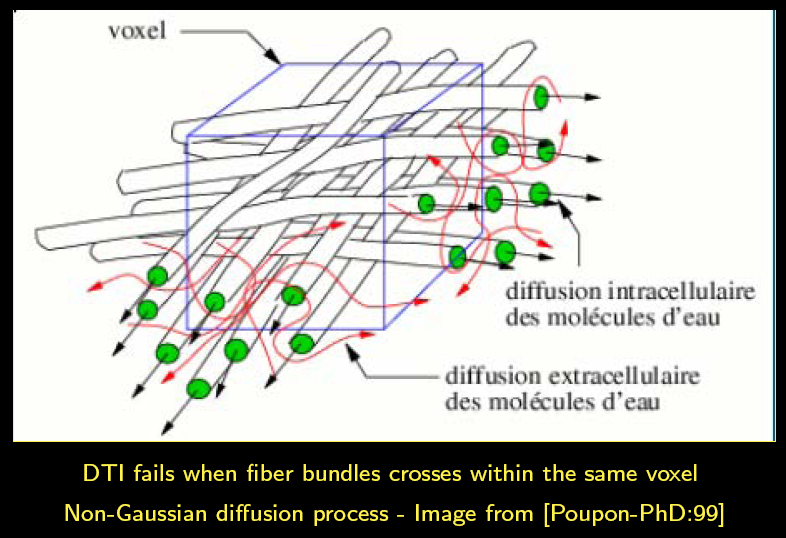 voxel
diffusion intracellulaire
des molécules d'eau
diffusion extracellulaire
des molécules d'eau
DTI fails when fiber bundles crosses within the same voxel
Non-Gaussian diffusion process - Image from [Poupon-PhD:99]